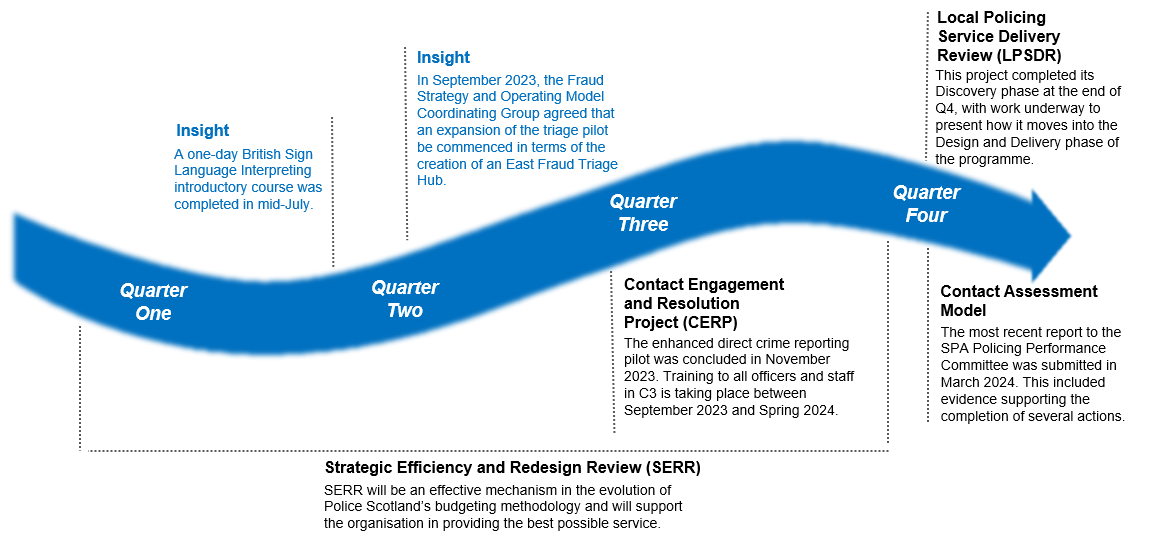 Insight
A one-day British Sign
Language Interpreting
introductory course was
completed in mid-July.
Insight
In September 2023, the Fraud
Strategy and Operating Model
Coordinating Group agreed that
an expansion of the triage pilot
be commenced in terms of the
creation of an East Fraud Triage
Hub.
Local Policing
Service Delivery
Review (LPSDR)
This project completed its
Discovery phase at the end of
Q4, with work underway to
present how it moves into the
Design and Delivery phase of
the programme.
Quarter
One
Quarter
Two
Quarter
Three
Quarter
Four
Contact Engagement
and Resolution
Project (CERP)
The enhanced direct crime reporting
pilot was concluded in November
2023. Training to all officers and staff
in C3 is taking place between
September 2023 and Spring 2024.
Contact Assessment
Model
The most recent report to the
SPA Policing Performance
Committee was submitted in
March 2024. This included
evidence supporting the
completion of several actions.
Strategic Efficiency and Redesign Review (SERR)
SERR will be an effective mechanism in the evolution of
Police Scotland's budgeting methodology and will support
the organisation in providing the best possible service.